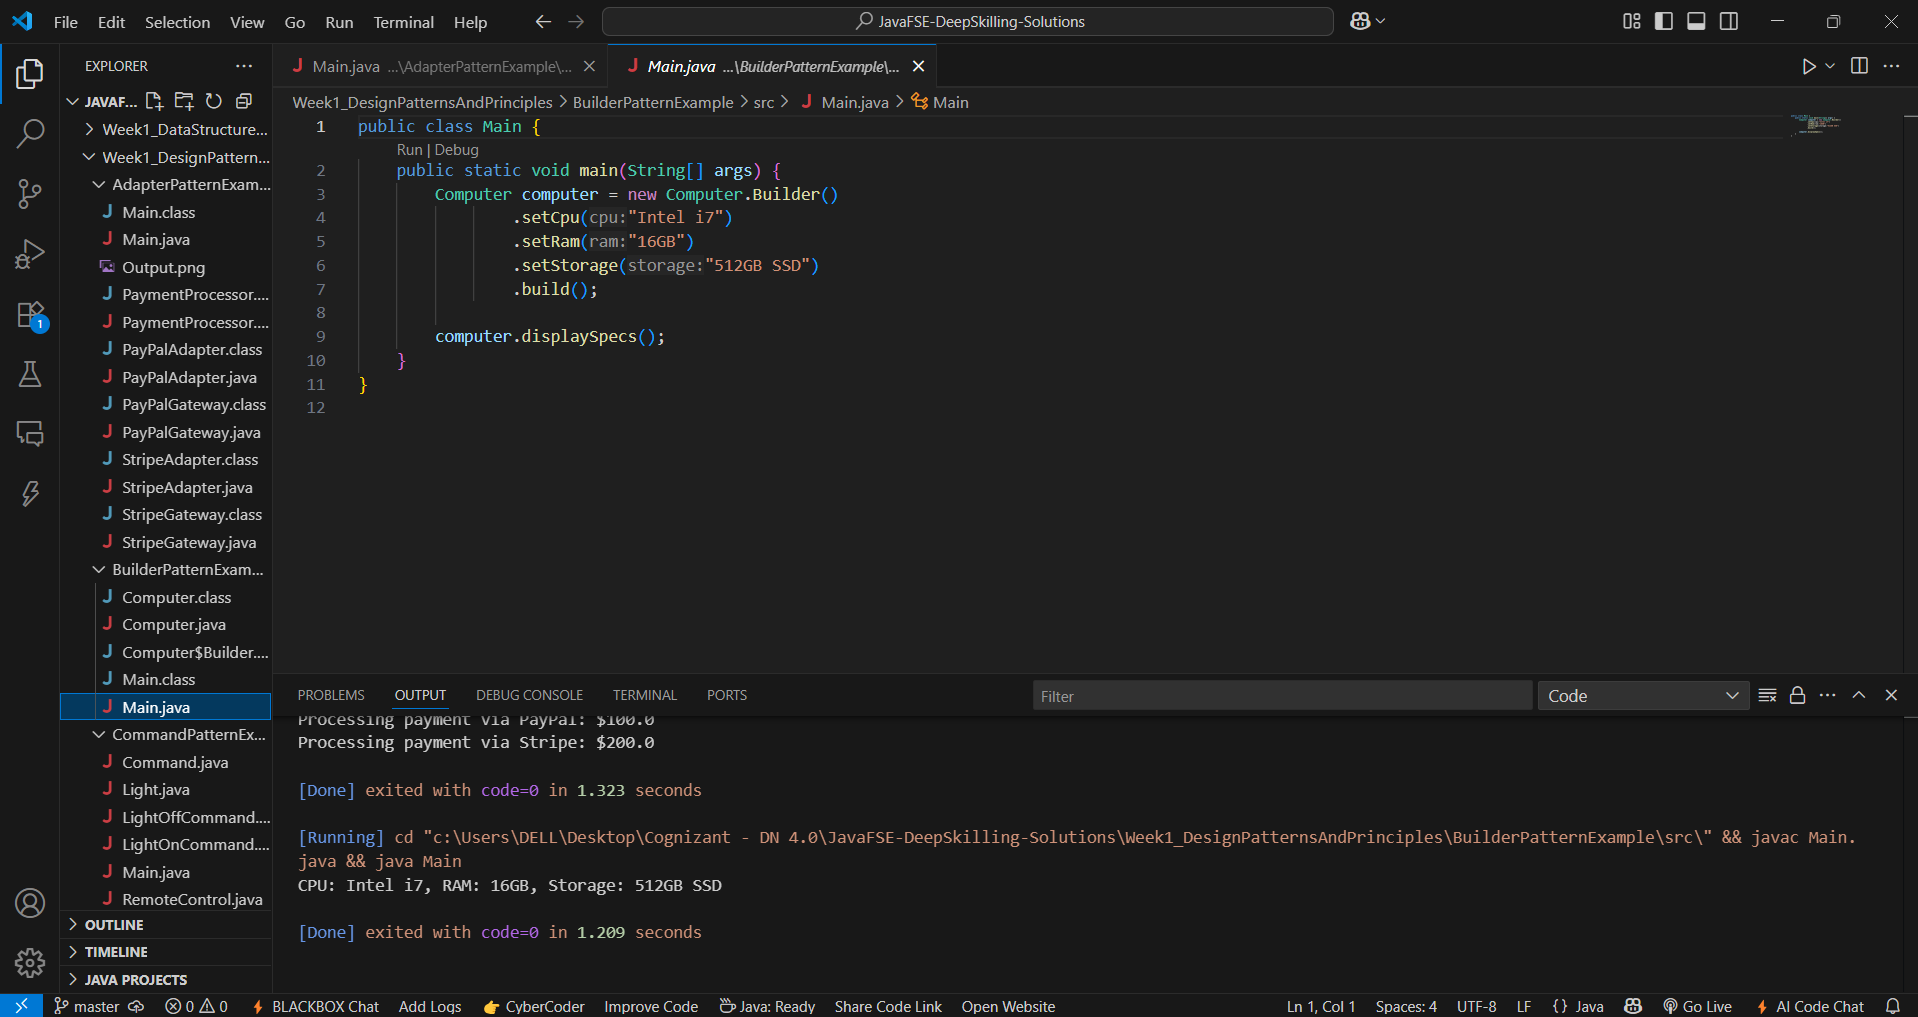 File Edit Selection View Go Run Terminal Help
JavaFSE-DeepSkilling-Solutions
EXPLORER
JAVAF...
Week1_DataStructure...
Week1_DesignPattern...
AdapterPatternExam...
Main.class
Main.java
Output.png
PaymentProcessor....
PaymentProcessor....
PayPalAdapter.class
PayPalAdapter.java
PayPalGateway.class
PayPalGateway.java
StripeAdapter.class
StripeAdapter.java
StripeGateway.class
StripeGateway.java
BuilderPatternExam...
Computer.class
Computer.java
Computer$Builder....
Main.class
Main.java
CommandPatternEx...
Command.java
Light.java
LightOffCommand....
LightOnCommand....
Main.java
RemoteControl.java
OUTLINE
TIMELINE
JAVA PROJECTS
1
Main.java ...\AdapterPatternExample\...
Main.java ...\BuilderPatternExample\...
Week1_DesignPatternsAndPrinciples > BuilderPatternExample > src > Main.java > Main
1 public class Main {
Run | Debug
2 public static void main(String[] args) {
3 Computer computer = new Computer.Builder()
4 .setCpu(cpu:"Intel i7")
5 .setRam(ram:"16GB")
6 .setStorage(storage:"512GB SSD")
7 .build();
8
9 computer.displaySpecs();
10 }
11 }
12
PROBLEMS OUTPUT DEBUG CONSOLE TERMINAL PORTS
Filter
Code
Processing payment via PayPal: $100.0
Processing payment via Stripe: $200.0
[Done] exited with code=0 in 1.323 seconds
[Running] cd "c:\Users\DELL\Desktop\Cognizant - DN 4.0\JavaFSE-DeepSkilling-Solutions\Week1_DesignPatternsAndPrinciples\BuilderPatternExample\src\" && javac Main.
java && java Main
CPU: Intel i7, RAM: 16GB, Storage: 512GB SSD
[Done] exited with code=0 in 1.209 seconds
master 0 0 BLACKBOX Chat Add Logs CyberCoder Improve Code Java: Ready Share Code Link Open Website Ln 1, Col 1 Spaces: 4 UTF-8 LF {} Java Go Live AI Code Chat